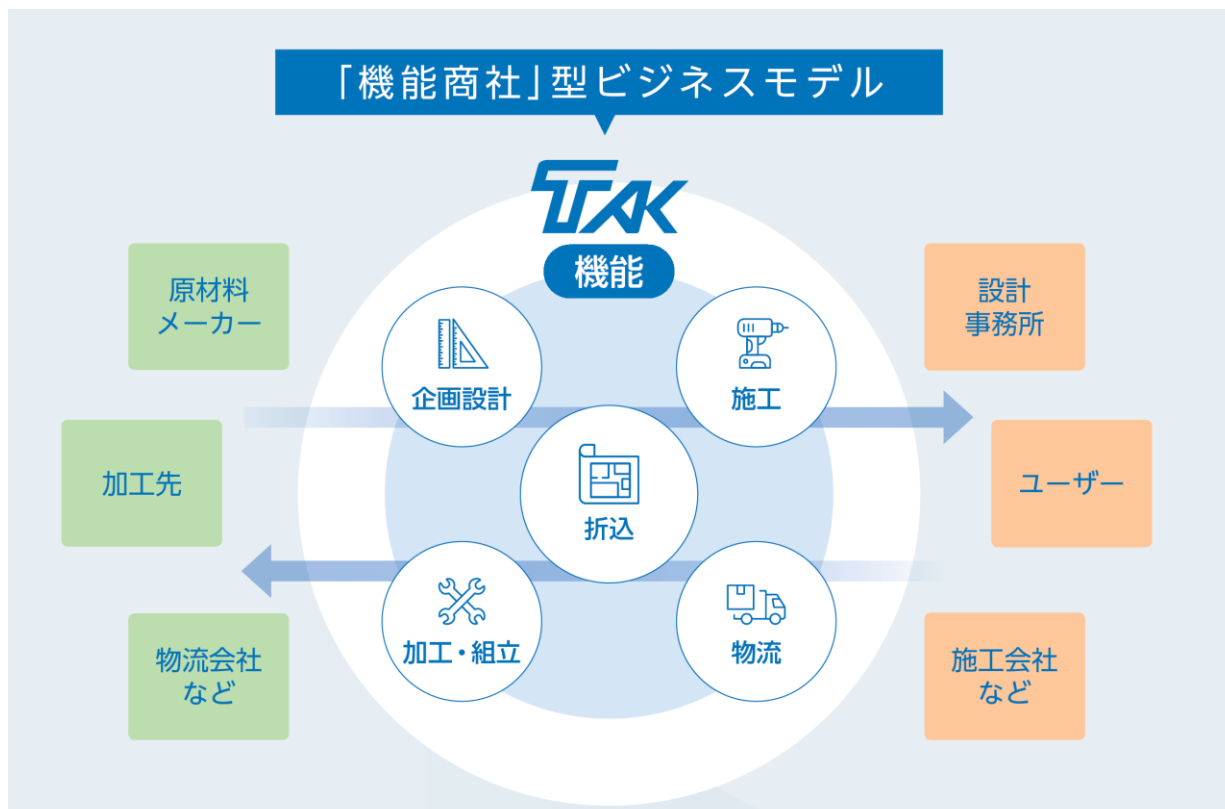 「機能商社」型ビジネスモデル
TAK
機能
原材料
メーカー
設計
事務所
企画設計
施工
加工先
折込
ユーザー
加工・組立
物流
物流会社
など
施工会社
など